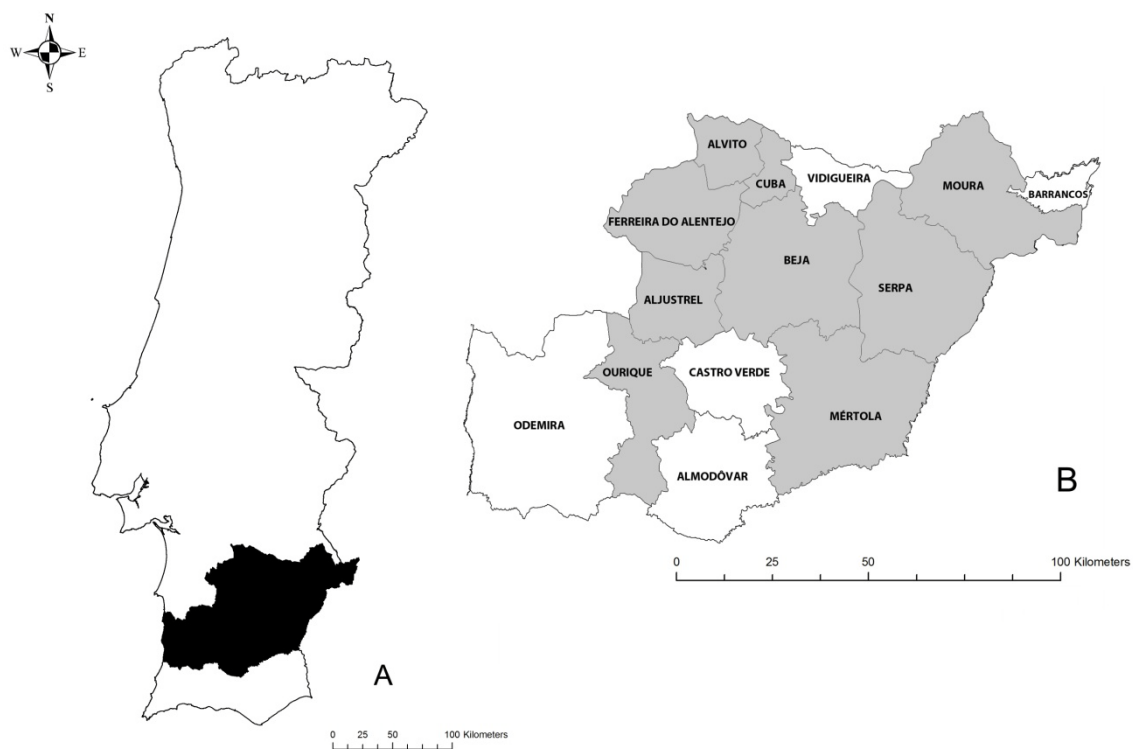 N
W E
S
ALVITO
CUBA
VIDIGUEIRA
MOURA
BARRANCOS
FERREIRA DO ALENTEJO
BEJA
SERPA
ALJUSTREL
OURIQUE
CASTRO VERDE
ODEMIRA
MÉRTOLA
ALMODÔVAR
B
0 25 50 100 Kilometers
A
0 25 50 100 Kilometers